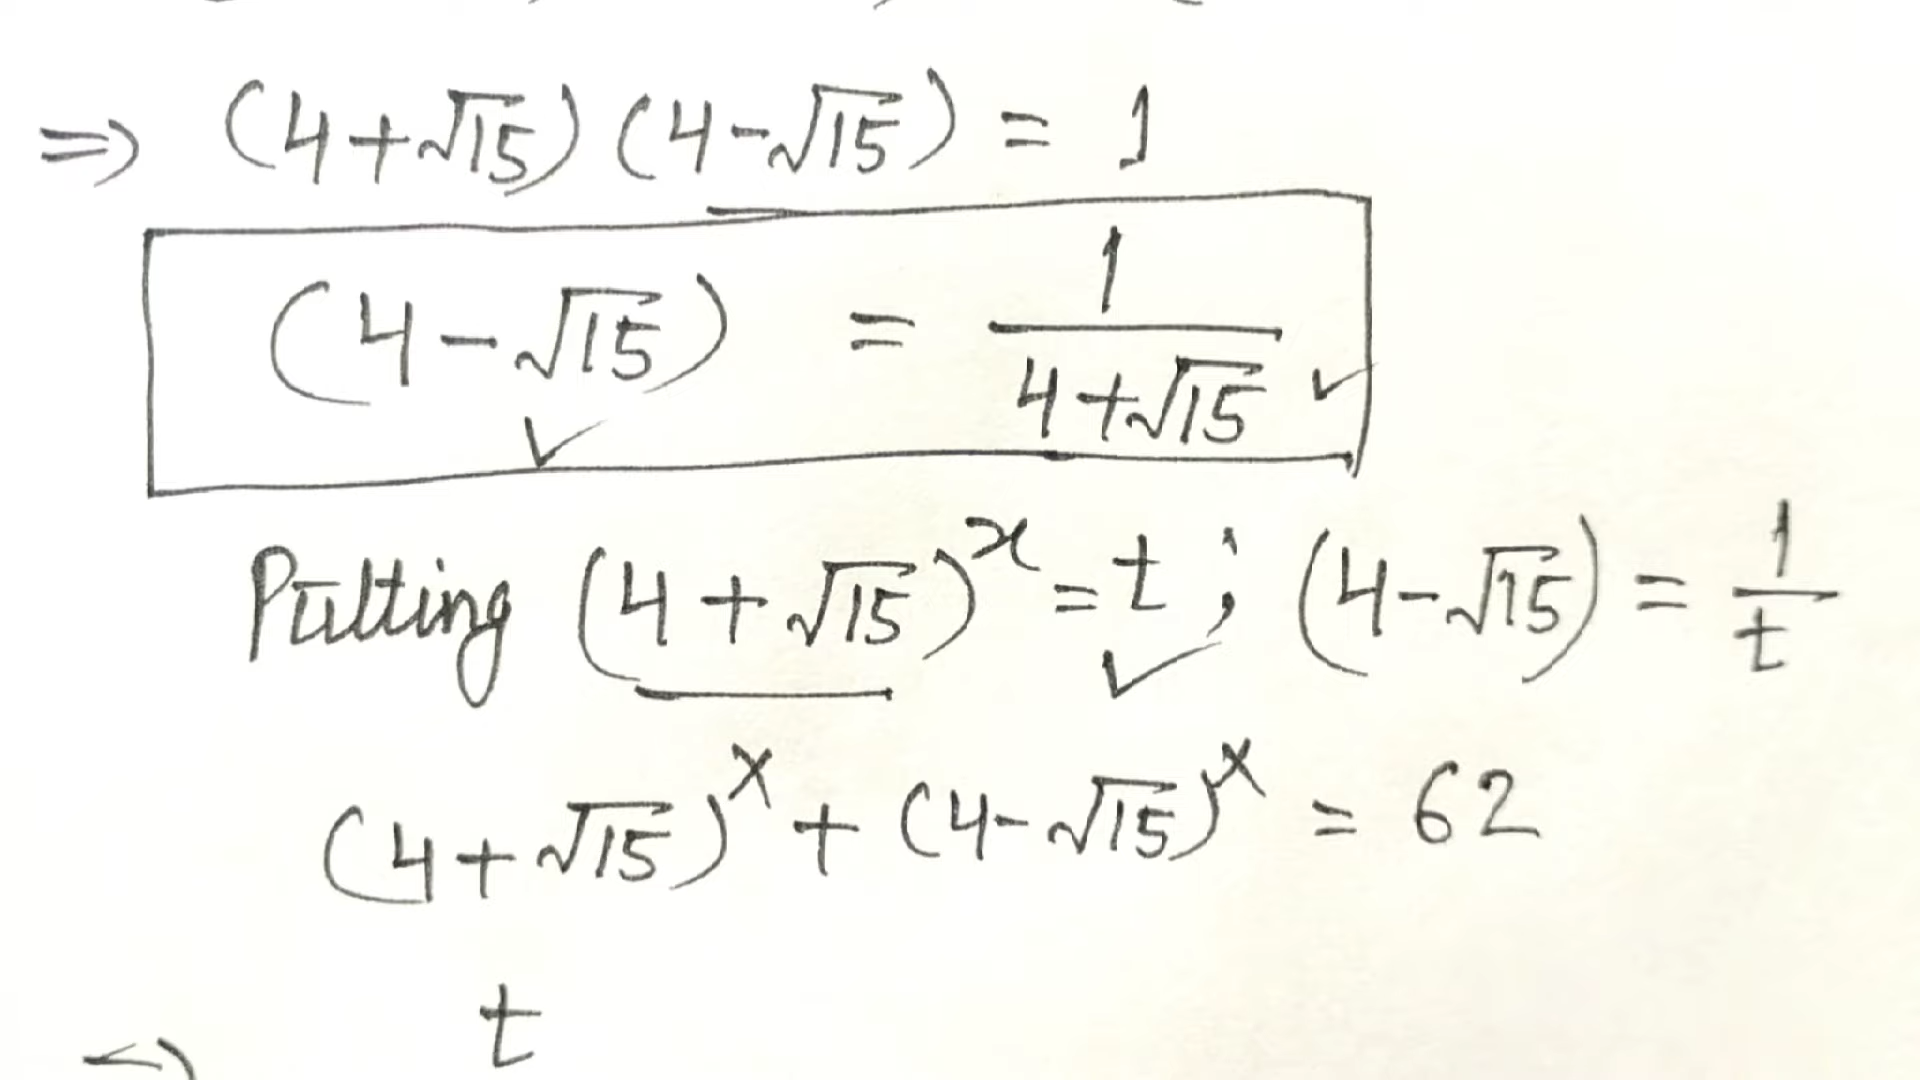 ⇒ (4+√15)(4-√15) = 1
(4-√15) = 1/(4+√15) ✓
✓
Putting (4+√15)^x = t ; (4-√15) = 1/t
✓
(4+√15)^x + (4-√15)^x = 62
t
⇒